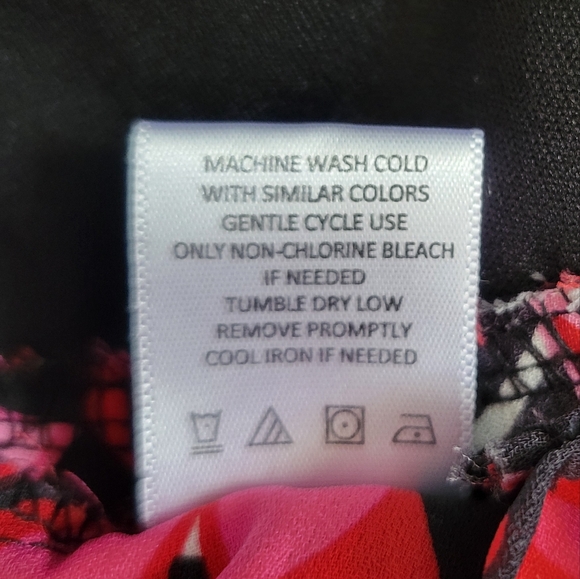 MACHINE WASH COLD
WITH SIMILAR COLORS
GENTLE CYCLE USE
ONLY NON-CHLORINE BLEACH
IF NEEDED
TUMBLE DRY LOW
REMOVE PROMPTLY
COOL IRON IF NEEDED